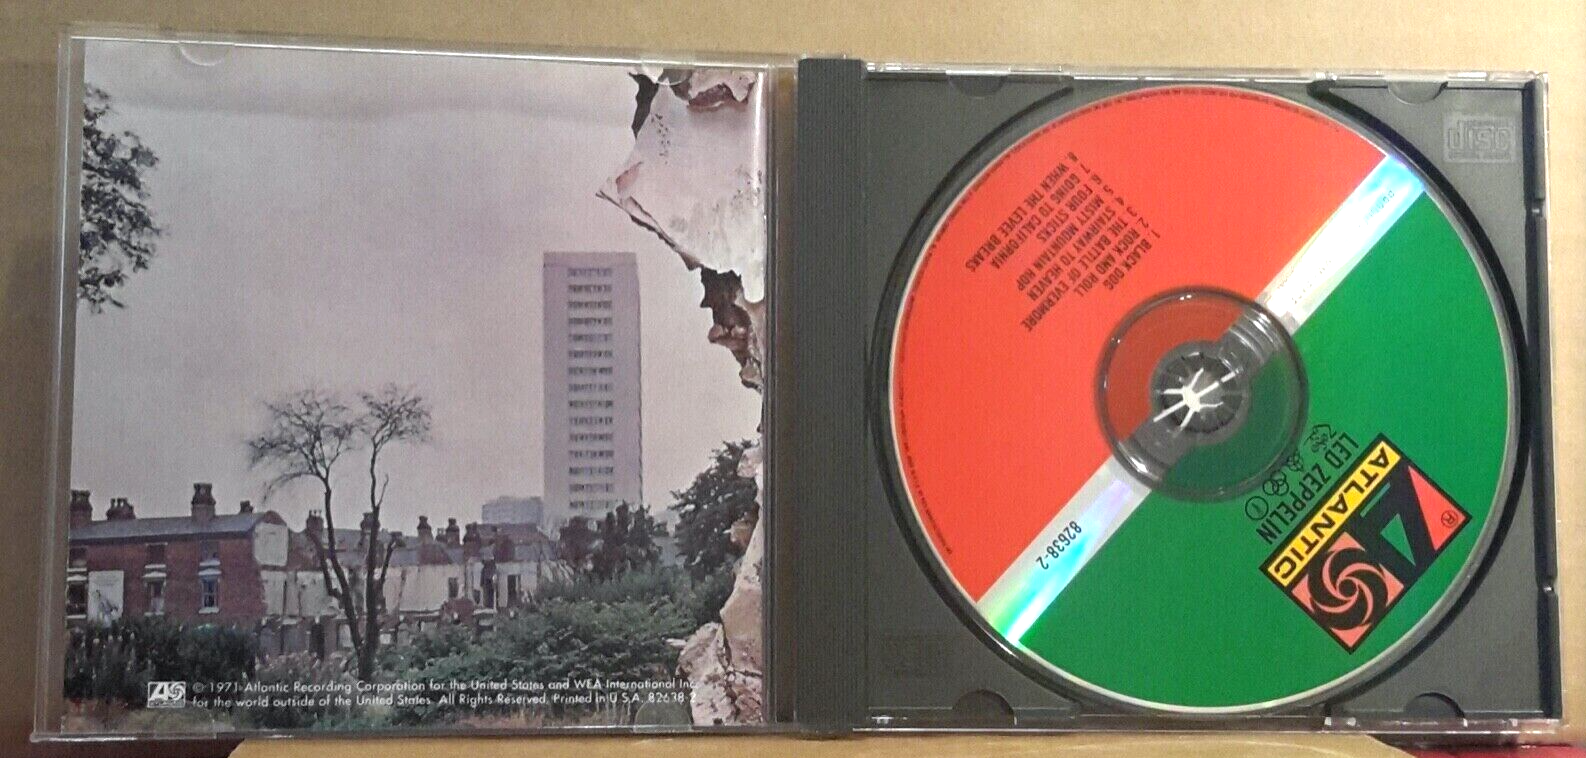 © 1971 Atlantic Recording Corporation for the United States and WEA International Inc.
for the world outside of the United States. All Rights Reserved. Printed in U.S.A. 82638-2
disc
1. BLACK DOG
2. ROCK AND ROLL
3. THE BATTLE OF EVERMORE
4. STAIRWAY TO HEAVEN
5. MISTY MOUNTAIN HOP
6. FOUR STICKS
7. GOING TO CALIFORNIA
8. WHEN THE LEVEE BREAKS
82638-2
LED ZEPPELIN
ATLANTIC
®